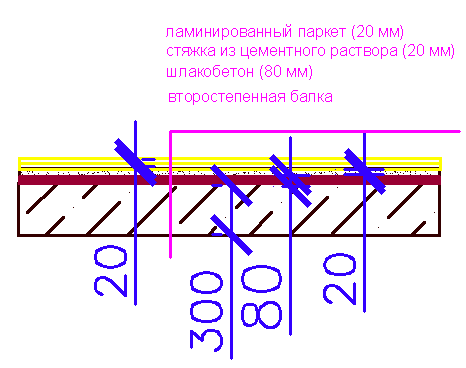 ламинированный паркет (20 мм)
стяжка из цементного раствора (20 мм)
шлакобетон (80 мм)
второстепенная балка
20
300
80
20